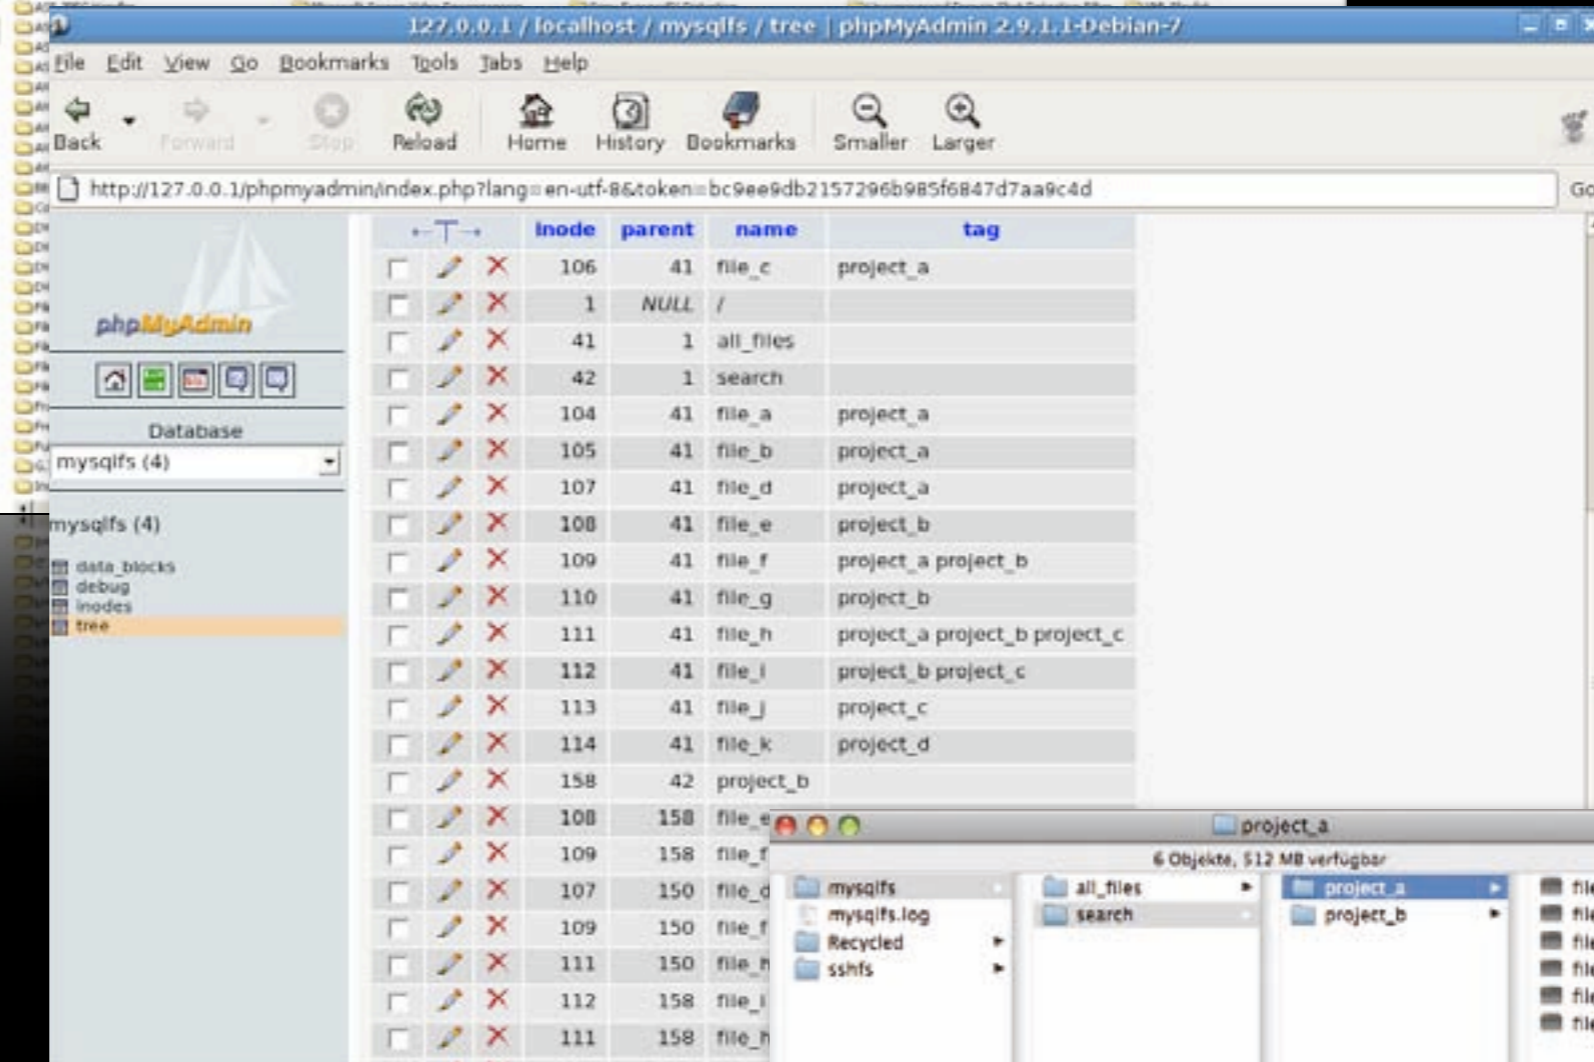 127.0.0.1 / localhost / mysqlfs / tree | phpMyAdmin 2.9.1.1-Debian-7
File Edit View Go Bookmarks Tools Tabs Help
Back Forward Stop Reload Home History Bookmarks Smaller Larger
http://127.0.0.1/phpmyadmin/index.php?lang=en-utf-8&token=bc9ee9db2157296b985f6847d7aa9c4d
phpMyAdmin
Database
mysqlfs (4)
mysqlfs (4)
data_blocks
debug
inodes
tree
inode parent name tag
106 41 file_c project_a
1 NULL /
41 1 all_files
42 1 search
104 41 file_a project_a
105 41 file_b project_a
107 41 file_d project_a
108 41 file_e project_b
109 41 file_f project_a project_b
110 41 file_g project_b
111 41 file_h project_a project_b project_c
112 41 file_i project_b project_c
113 41 file_j project_c
114 41 file_k project_d
158 42 project_b
108 158 file_e
109 158 file_f
107 150 file_d
109 150 file_f
111 150 file_h
112 158 file_i
111 158 file_h
project_a
6 Objekte, 512 MB verfügbar
mysqlfs
mysqlfs.log
Recycled
sshfs
all_files
search
project_a
project_b